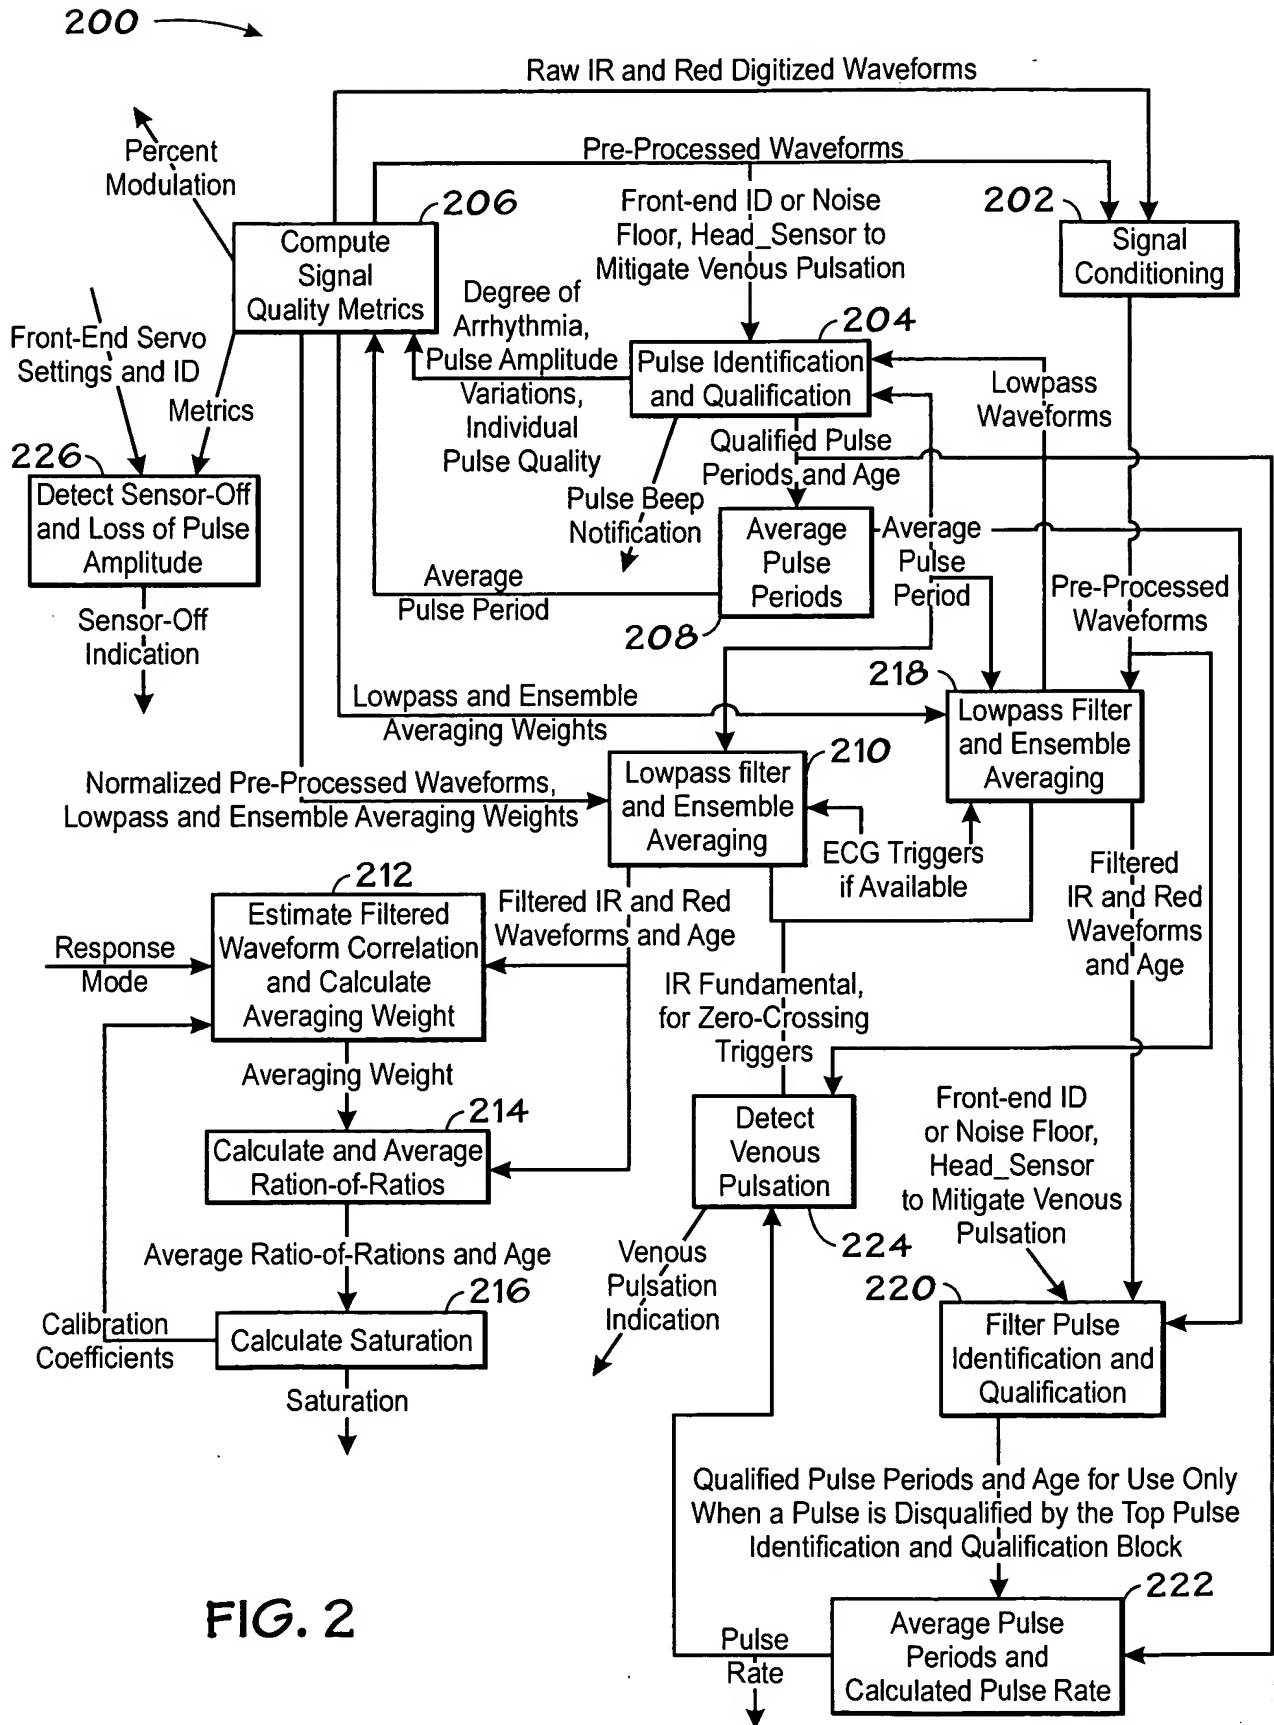 200
Raw IR and Red Digitized Waveforms
Percent
Modulation
Pre-Processed Waveforms
206
Compute
Signal
Quality Metrics
Front-end ID or Noise
Floor, Head_Sensor to
Mitigate Venous Pulsation
202
Signal
Conditioning
Front-End Servo
Settings and ID
Metrics
Degree of
Arrhythmia,
Pulse Amplitude
Variations,
Individual
Pulse Quality
204
Pulse Identification
and Qualification
Lowpass
Waveforms
Qualified Pulse
Periods and Age
226
Detect Sensor-Off
and Loss of Pulse
Amplitude
Pulse Beep
Notification
Average
Pulse
Periods
208
Average
Pulse
Period
Average
Pulse Period
Pre-Processed
Waveforms
Sensor-Off
Indication
218
Lowpass Filter
and Ensemble
Averaging
Lowpass and Ensemble
Averaging Weights
210
Lowpass filter
and Ensemble
Averaging
Normalized Pre-Processed Waveforms,
Lowpass and Ensemble Averaging Weights
ECG Triggers
if Available
212
Estimate Filtered
Waveform Correlation
and Calculate
Averaging Weight
Filtered IR and Red
Waveforms and Age
Filtered
IR and Red
Waveforms
and Age
Response
Mode
IR Fundamental,
for Zero-Crossing
Triggers
Averaging Weight
214
Calculate and Average
Ration-of-Ratios
Detect
Venous
Pulsation
224
Front-end ID
or Noise Floor,
Head_Sensor
to Mitigate Venous
Pulsation
Average Ratio-of-Rations and Age
216
Calculate Saturation
Calibration
Coefficients
Saturation
Venous
Pulsation
Indication
220
Filter Pulse
Identification and
Qualification
Qualified Pulse Periods and Age for Use Only
When a Pulse is Disqualified by the Top Pulse
Identification and Qualification Block
222
Average Pulse
Periods and
Calculated Pulse Rate
Pulse
Rate
FIG. 2